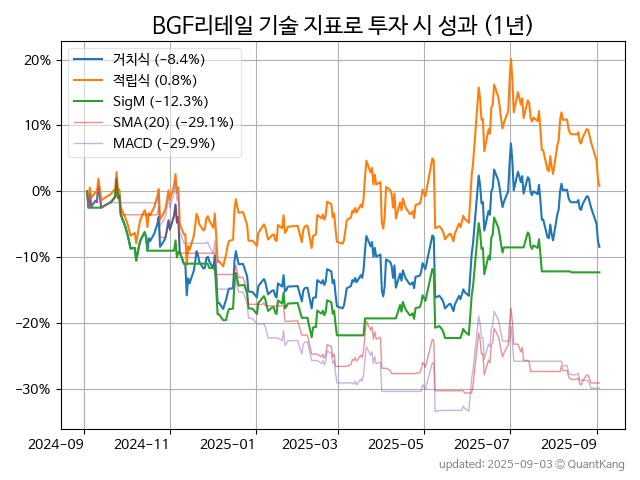 BGF리테일 기술 지표로 투자 시 성과 (1년)
거치식 (−8.4%)
적립식 (0.8%)
SigM (−12.3%)
SMA(20) (−29.1%)
MACD (−29.9%)
20%
10%
0%
−10%
−20%
−30%
2024-09 2024-11 2025-01 2025-03 2025-05 2025-07 2025-09
updated: 2025-09-03 © QuantKang